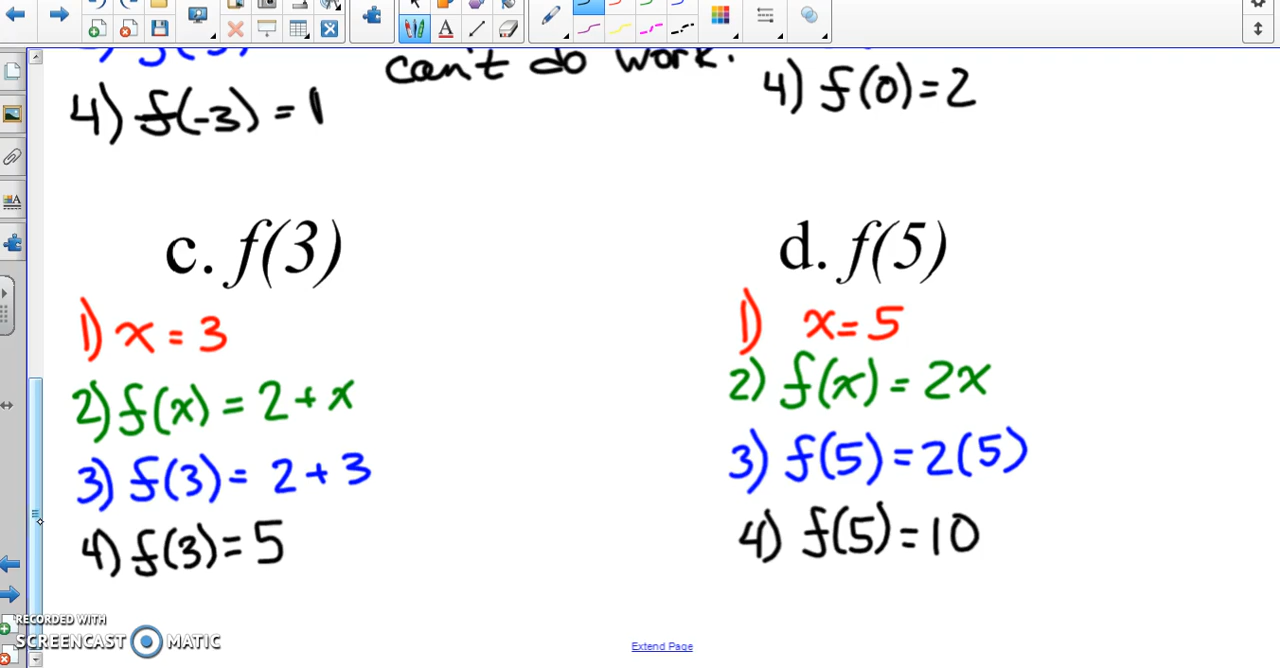 can't do work.
4) f(-3) = 1
4) f(0)=2
c. f(3)
1) x = 3
2) f(x) = 2 + x
3) f(3) = 2 + 3
4) f(3) = 5
d. f(5)
1) x = 5
2) f(x) = 2x
3) f(5) = 2(5)
4) f(5) = 10
RECORDED WITH
SCREENCAST MATIC
Extend Page